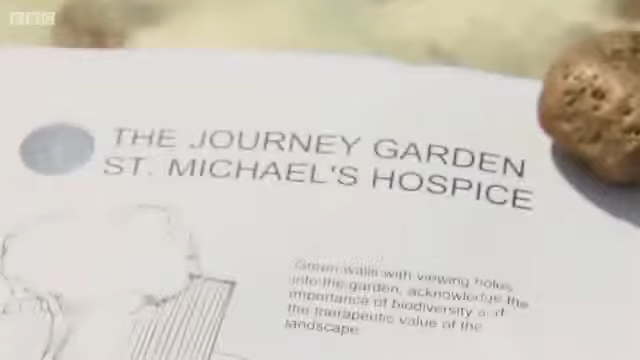 BBC
THE JOURNEY GARDEN
ST. MICHAEL'S HOSPICE
Green walls with viewing holes
into the garden, acknowledge the
importance of biodiversity and
the therapeutic value of the
landscape